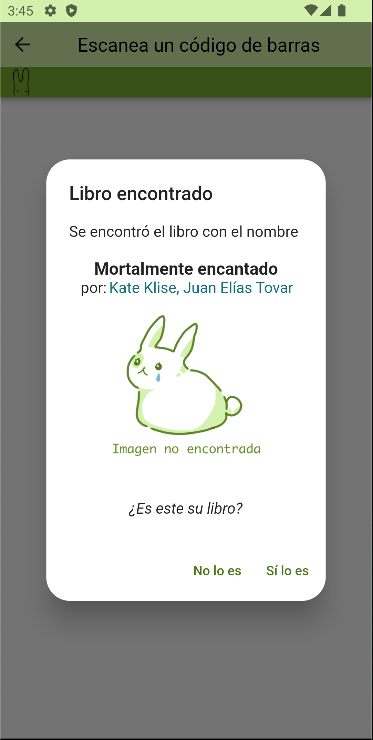 3:45
Escanea un código de barras
Libro encontrado
Se encontró el libro con el nombre
Mortalmente encantado
por: Kate Klise, Juan Elías Tovar
Imagen no encontrada
¿Es este su libro?
No lo es
Sí lo es